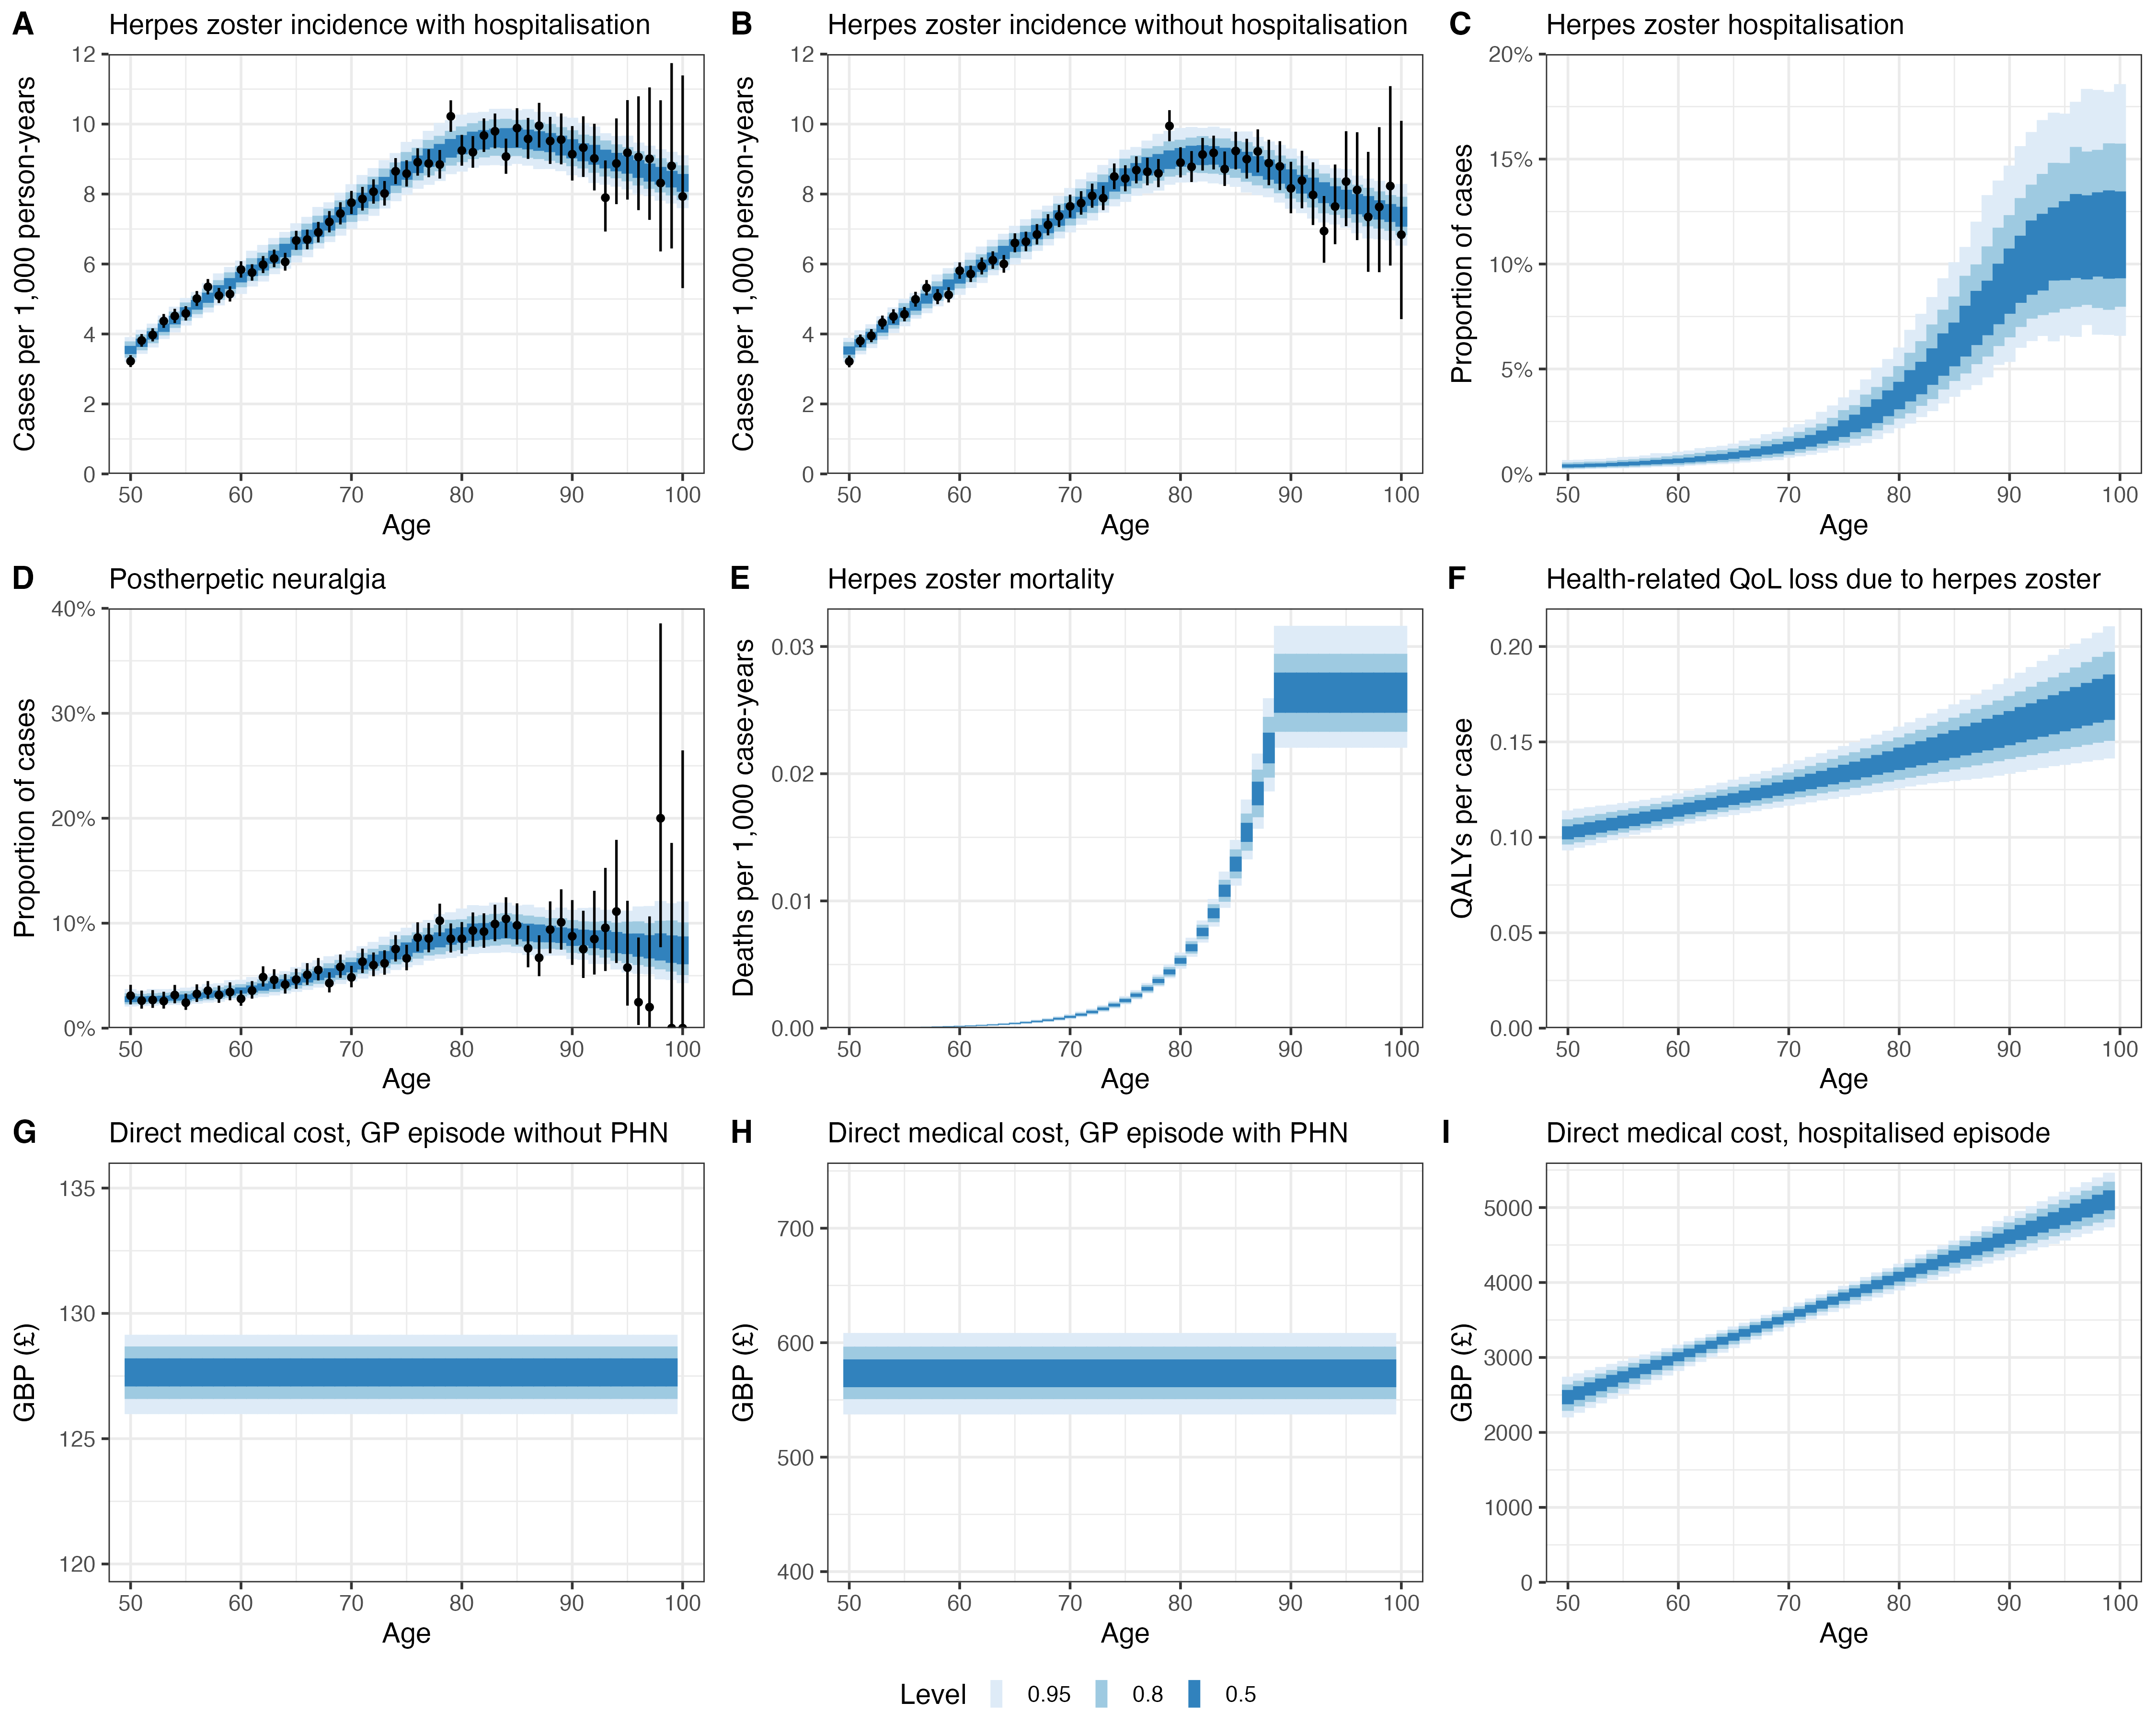 A Herpes zoster incidence with hospitalisation
Cases per 1,000 person-years
12
10
8
6
4
2
0
50 60 70 80 90 100
Age
B Herpes zoster incidence without hospitalisation
Cases per 1,000 person-years
12
10
8
6
4
2
0
50 60 70 80 90 100
Age
C Herpes zoster hospitalisation
Proportion of cases
20%
15%
10%
5%
0%
50 60 70 80 90 100
Age
D Postherpetic neuralgia
Proportion of cases
40%
30%
20%
10%
0%
50 60 70 80 90 100
Age
E Herpes zoster mortality
Deaths per 1,000 case-years
0.03
0.02
0.01
0.00
50 60 70 80 90 100
Age
F Health-related QoL loss due to herpes zoster
QALYs per case
0.20
0.15
0.10
0.05
0.00
50 60 70 80 90 100
Age
G Direct medical cost, GP episode without PHN
GBP (£)
135
130
125
120
50 60 70 80 90 100
Age
H Direct medical cost, GP episode with PHN
GBP (£)
700
600
500
400
50 60 70 80 90 100
Age
I Direct medical cost, hospitalised episode
GBP (£)
5000
4000
3000
2000
1000
0
50 60 70 80 90 100
Age
Level 0.95 0.8 0.5